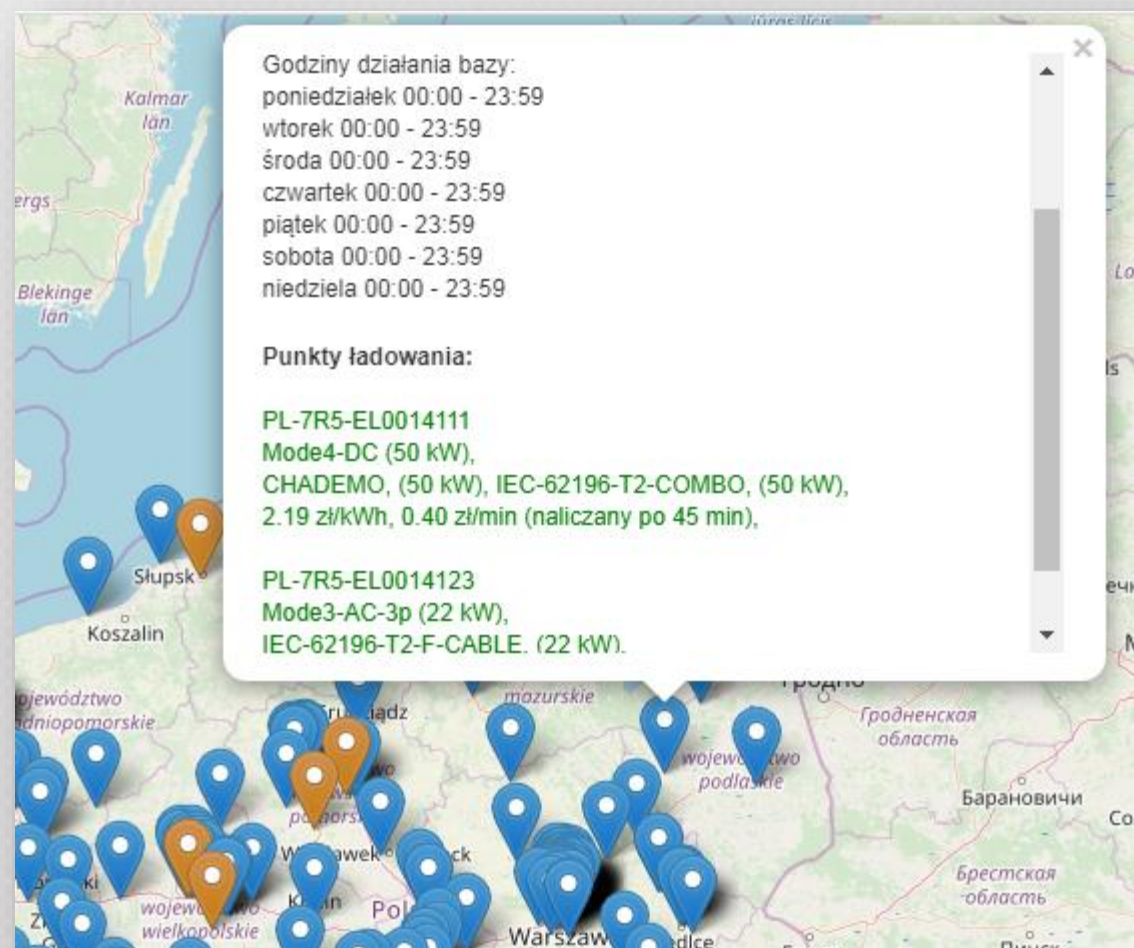 Godziny działania bazy:
poniedziałek 00:00 - 23:59
wtorek 00:00 - 23:59
środa 00:00 - 23:59
czwartek 00:00 - 23:59
piątek 00:00 - 23:59
sobota 00:00 - 23:59
niedziela 00:00 - 23:59
Punkty ładowania:
PL-7R5-EL0014111
Mode4-DC (50 kW),
CHADEMO, (50 kW), IEC-62196-T2-COMBO, (50 kW),
2.19 zł/kWh, 0.40 zł/min (naliczany po 45 min),
PL-7R5-EL0014123
Mode3-AC-3p (22 kW),
IEC-62196-T2-F-CABLE, (22 kW),
Kalmar
län
Blekinge
län
Słupsk
Koszalin
mazurskie
Гродно
Гродненская
область
podlaskie
Барановичи
Брестская
область
wielkopolskie